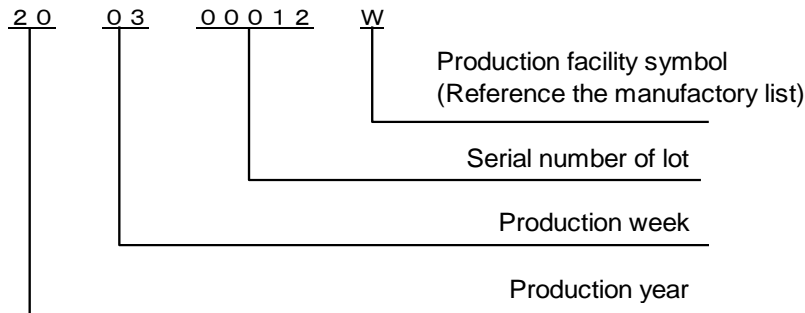 ２０ ０３ ０００１２ W
Production facility symbol
(Reference the manufactory list)
Serial number of lot
Production week
Production year